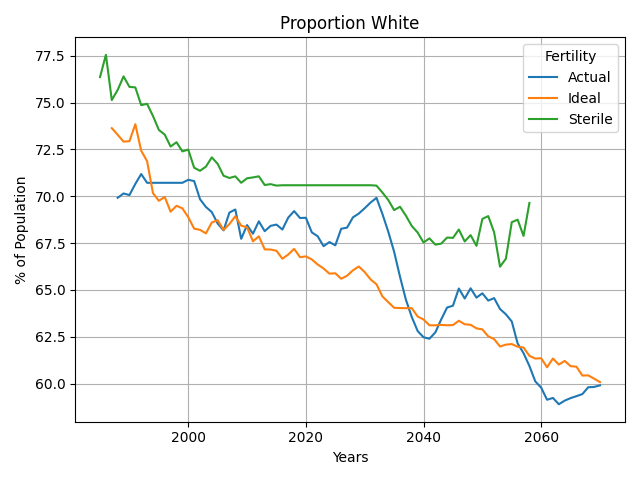 Proportion White
% of Population
77.5
75.0
72.5
70.0
67.5
65.0
62.5
60.0
Fertility
Actual
Ideal
Sterile
2000
2020
2040
2060
Years